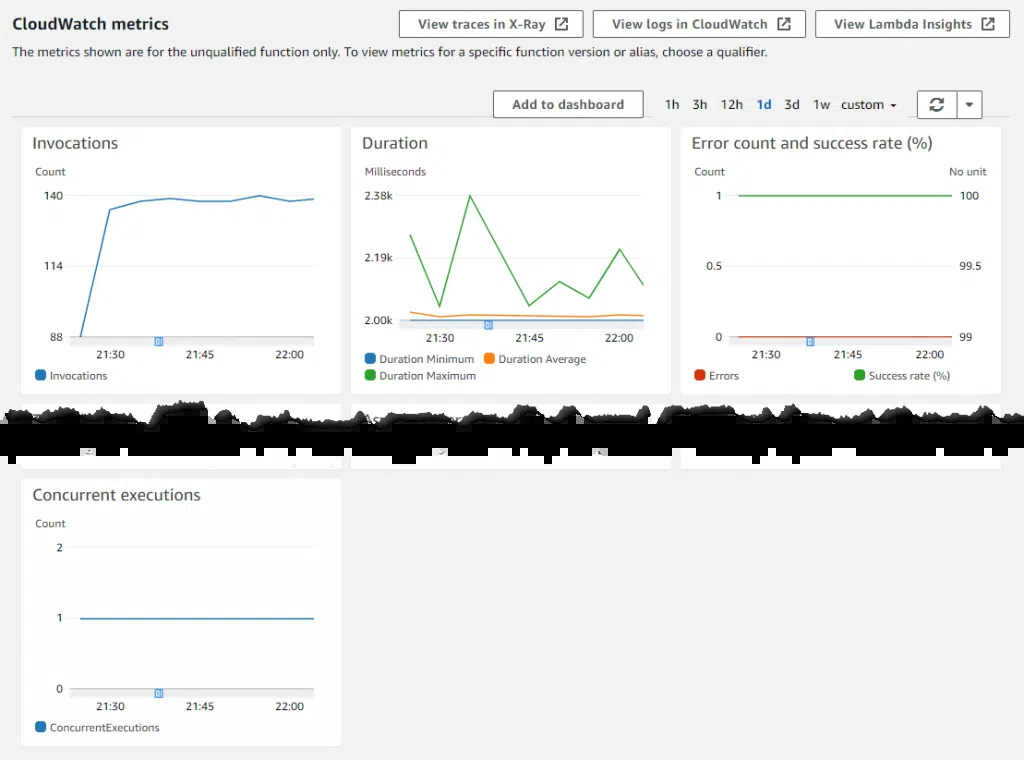 CloudWatch metrics
View traces in X-Ray
View logs in CloudWatch
View Lambda Insights
The metrics shown are for the unqualified function only. To view metrics for a specific function version or alias, choose a qualifier.
Add to dashboard
1h 3h 12h 1d 3d 1w custom
Invocations
Count
140
114
88
21:30 21:45 22:00
Invocations
Duration
Milliseconds
2.38k
2.19k
2.00k
21:30 21:45 22:00
Duration Minimum Duration Average
Duration Maximum
Error count and success rate (%)
Count No unit
1 100
0.5 99.5
0 99
21:30 21:45 22:00
Errors Success rate (%)
Concurrent executions
Count
2
1
0
21:30 21:45 22:00
ConcurrentExecutions